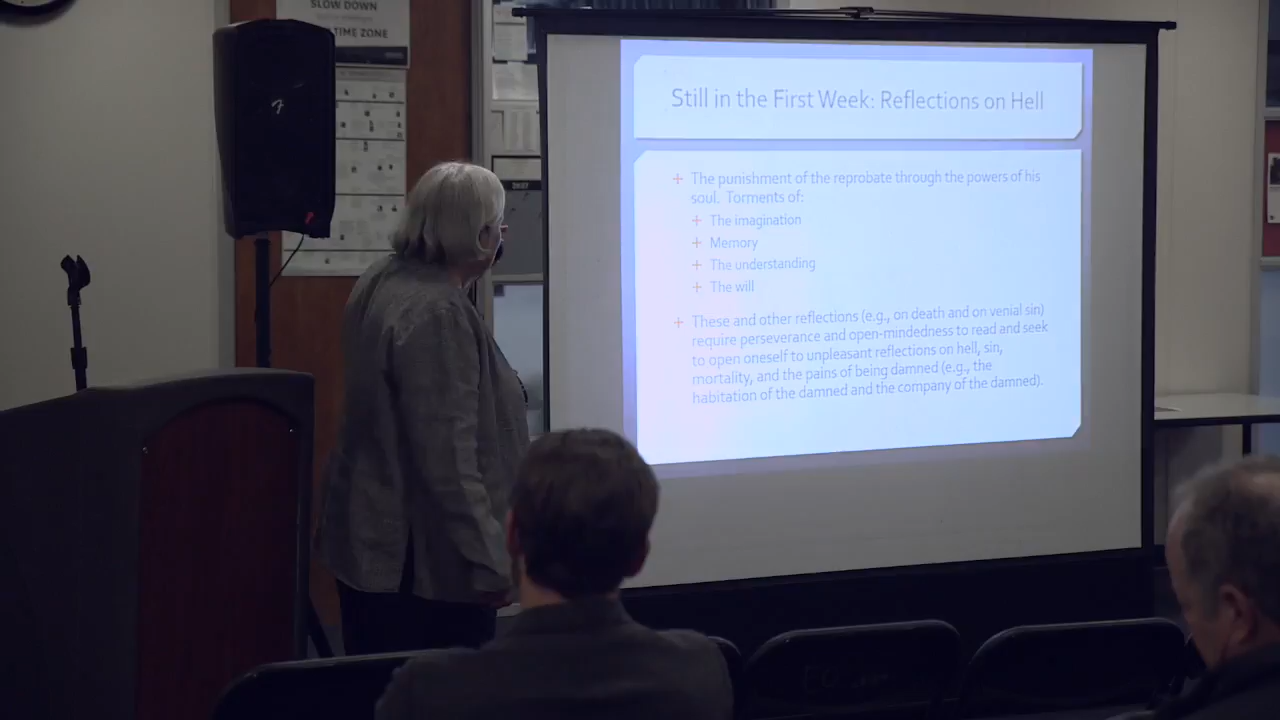 SLOW DOWN
TIME ZONE
Still in the First Week: Reflections on Hell
+ The punishment of the reprobate through the powers of his
soul. Torments of:
+ The imagination
+ Memory
+ The understanding
+ The will
+ These and other reflections (e.g., on death and on venial sin)
require perseverance and open-mindedness to read and seek
to open oneself to unpleasant reflections on hell, sin,
mortality, and the pains of being damned (e.g., the
habitation of the damned and the company of the damned).